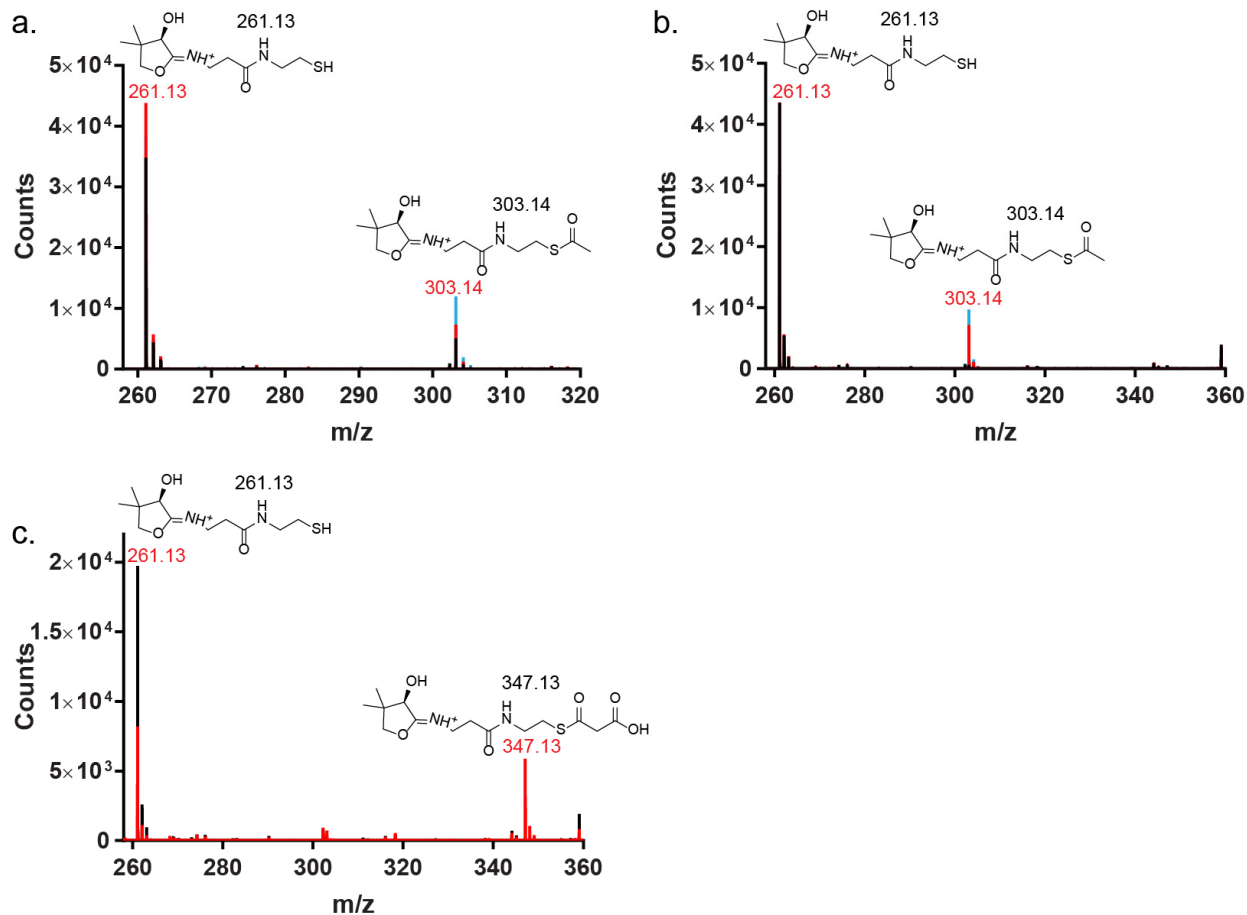 a.
OH
261.13
H
N
NH+
O
O
SH
5×10⁴
4×10⁴
3×10⁴
2×10⁴
1×10⁴
0
Counts
261.13
OH
303.14
H
N
O
NH+
S
O
O
303.14
260 270 280 290 300 310 320
m/z
b.
OH
261.13
H
N
NH+
O
O
SH
5×10⁴
4×10⁴
3×10⁴
2×10⁴
1×10⁴
0
Counts
261.13
OH
303.14
H
N
O
NH+
S
O
O
303.14
260 280 300 320 340 360
m/z
c.
OH
261.13
H
N
NH+
O
O
SH
2×10⁴
1.5×10⁴
1×10⁴
5×10³
0
Counts
261.13
OH
347.13
H
N
O
O
NH+
S
OH
O
O
347.13
260 280 300 320 340 360
m/z